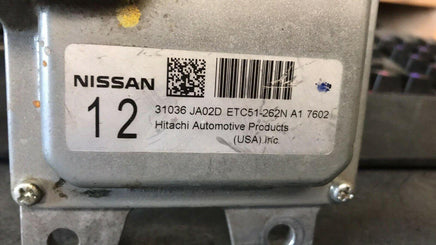 NISSAN
12
31036 JA02D ETC51-262N A1 7602
Hitachi Automotive Products
(USA).Inc.